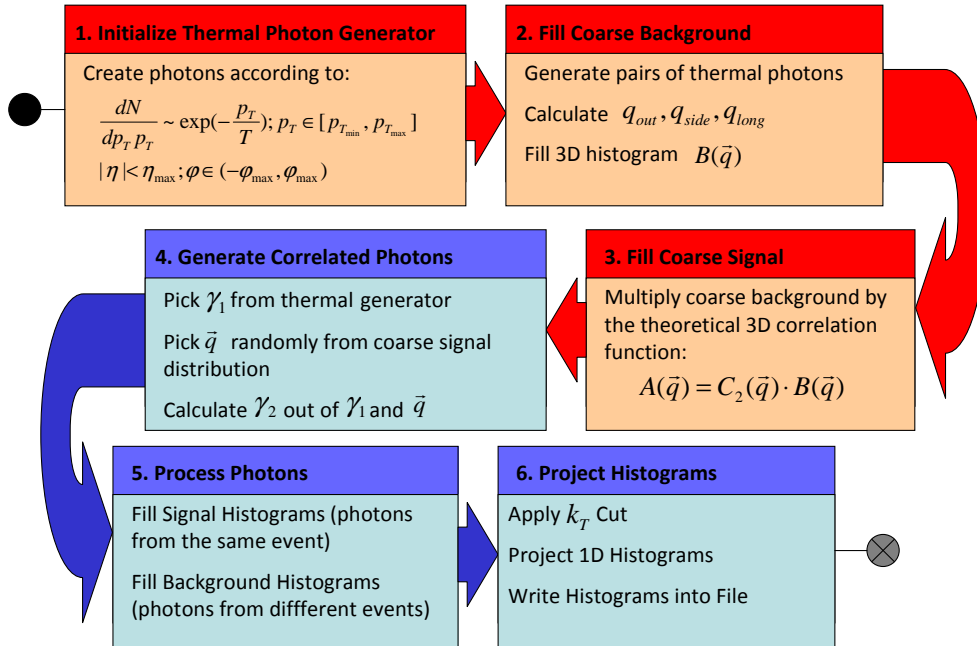 1. Initialize Thermal Photon Generator
Create photons according to:
dN / dp_T p_T ~ exp(-p_T / T); p_T ∈ [p_T_min, p_T_max]
|η| < η_max; φ ∈ (-φ_max, φ_max)
2. Fill Coarse Background
Generate pairs of thermal photons
Calculate q_out, q_side, q_long
Fill 3D histogram B(q⃗)
3. Fill Coarse Signal
Multiply coarse background by
the theoretical 3D correlation
function:
A(q⃗) = C_2(q⃗) · B(q⃗)
4. Generate Correlated Photons
Pick γ_1 from thermal generator
Pick q⃗ randomly from coarse signal
distribution
Calculate γ_2 out of γ_1 and q⃗
5. Process Photons
Fill Signal Histograms (photons
from the same event)
Fill Background Histograms
(photons from diffferent events)
6. Project Histograms
Apply k_T Cut
Project 1D Histograms
Write Histograms into File